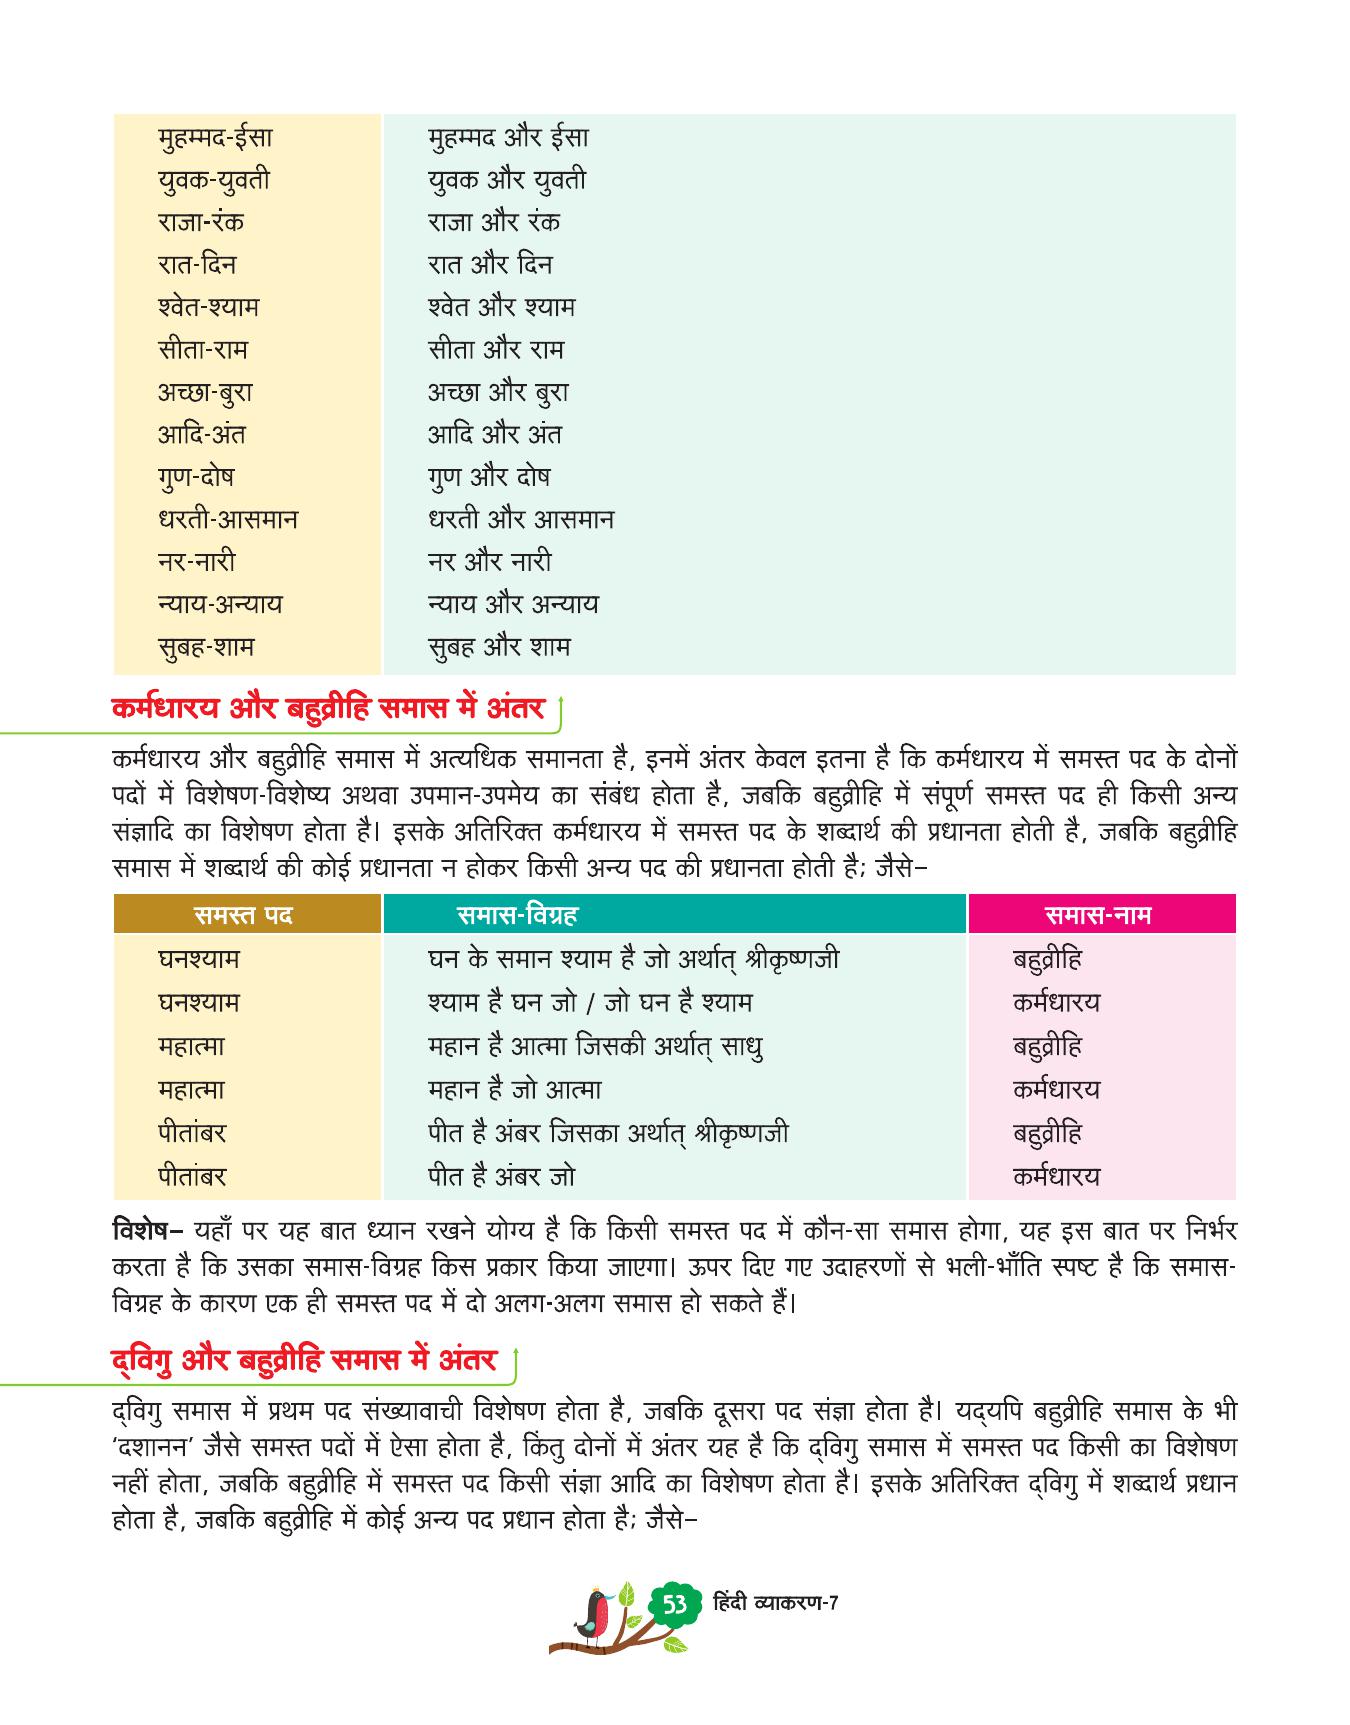 मुहम्मद-ईसा मुहम्मद और ईसा
युवक-युवती युवक और युवती
राजा-रंक राजा और रंक
रात-दिन रात और दिन
श्वेत-श्याम श्वेत और श्याम
सीता-राम सीता और राम
अच्छा-बुरा अच्छा और बुरा
आदि-अंत आदि और अंत
गुण-दोष गुण और दोष
धरती-आसमान धरती और आसमान
नर-नारी नर और नारी
न्याय-अन्याय न्याय और अन्याय
सुबह-शाम सुबह और शाम
कर्मधारय और बहुव्रीहि समास में अंतर
कर्मधारय और बहुव्रीहि समास में अत्यधिक समानता है, इनमें अंतर केवल इतना है कि कर्मधारय में समस्त पद के दोनों
पदों में विशेषण-विशेष्य अथवा उपमान-उपमेय का संबंध होता है, जबकि बहुव्रीहि में संपूर्ण समस्त पद ही किसी अन्य
संज्ञादि का विशेषण होता है। इसके अतिरिक्त कर्मधारय में समस्त पद के शब्दार्थ की प्रधानता होती है, जबकि बहुव्रीहि
समास में शब्दार्थ की कोई प्रधानता न होकर किसी अन्य पद की प्रधानता होती है; जैसे–
समस्त पद समास-विग्रह समास-नाम
घनश्याम घन के समान श्याम है जो अर्थात् श्रीकृष्णजी बहुव्रीहि
घनश्याम श्याम है घन जो / जो घन है श्याम कर्मधारय
महात्मा महान है आत्मा जिसकी अर्थात् साधु बहुव्रीहि
महात्मा महान है जो आत्मा कर्मधारय
पीतांबर पीत है अंबर जिसका अर्थात् श्रीकृष्णजी बहुव्रीहि
पीतांबर पीत है अंबर जो कर्मधारय
विशेष– यहाँ पर यह बात ध्यान रखने योग्य है कि किसी समस्त पद में कौन-सा समास होगा, यह इस बात पर निर्भर
करता है कि उसका समास-विग्रह किस प्रकार किया जाएगा। ऊपर दिए गए उदाहरणों से भली-भाँति स्पष्ट है कि समास-
विग्रह के कारण एक ही समस्त पद में दो अलग-अलग समास हो सकते हैं।
द्‌विगु और बहुव्रीहि समास में अंतर
द्‌विगु समास में प्रथम पद संख्यावाची विशेषण होता है, जबकि दूसरा पद संज्ञा होता है। यद्‌यपि बहुव्रीहि समास के भी
‘दशानन’ जैसे समस्त पदों में ऐसा होता है, किंतु दोनों में अंतर यह है कि द्‌विगु समास में समस्त पद किसी का विशेषण
नहीं होता, जबकि बहुव्रीहि में समस्त पद किसी संज्ञा आदि का विशेषण होता है। इसके अतिरिक्त द्‌विगु में शब्दार्थ प्रधान
होता है, जबकि बहुव्रीहि में कोई अन्य पद प्रधान होता है; जैसे–
53 हिंदी व्याकरण-7